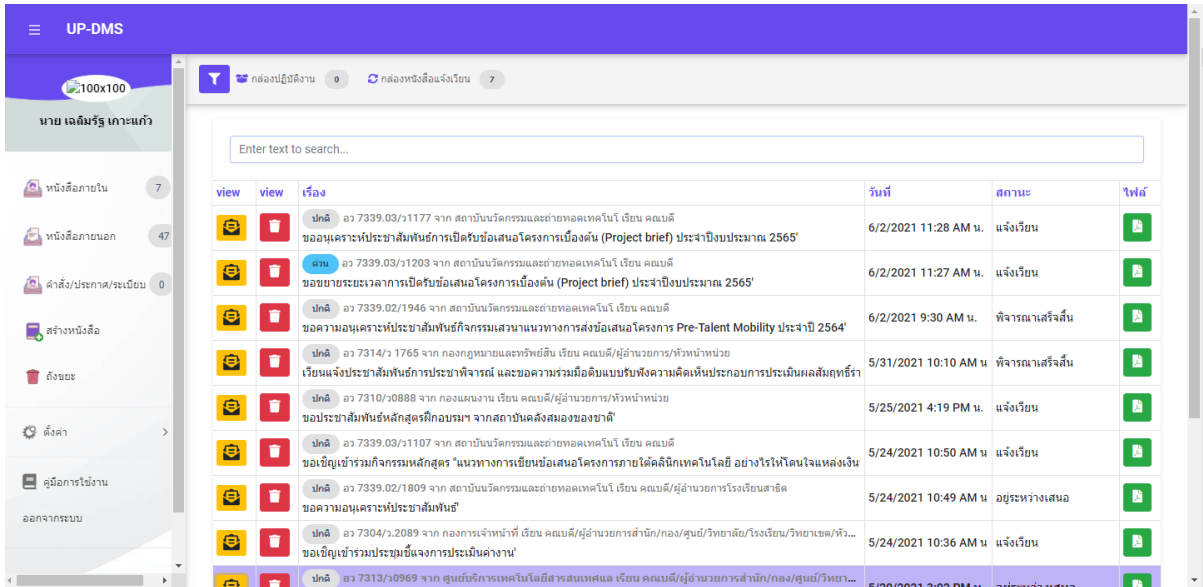 UP-DMS
100x100
นาย เฉลิมรัฐ เกาะแก้ว
หนังสือภายใน 7
หนังสือภายนอก 47
คำสั่ง/ประกาศ/ระเบียบ 0
สร้างหนังสือ
ถังขยะ
ตั้งค่า
คู่มือการใช้งาน
ออกจากระบบ
กล่องปฏิบัติงาน 0 กล่องหนังสือแจ้งเวียน 7
Enter text to search...
view view เรื่อง วันที่ สถานะ ไฟล์
ปกติ อว 7339.03/ว1177 จาก สถาบันนวัตกรรมและถ่ายทอดเทคโนโ เรียน คณบดี
ขออนุเคราะห์ประชาสัมพันธ์การเปิดรับข้อเสนอโครงการเบื้องต้น (Project brief) ประจำปีงบประมาณ 2565'
6/2/2021 11:28 AM น. แจ้งเวียน
ด่วน อว 7339.03/ว1203 จาก สถาบันนวัตกรรมและถ่ายทอดเทคโนโ เรียน คณบดี
ขอขยายระยะเวลาการเปิดรับข้อเสนอโครงการเบื้องต้น (Project brief) ประจำปีงบประมาณ 2565'
6/2/2021 11:27 AM น. แจ้งเวียน
ปกติ อว 7339.02/1946 จาก สถาบันนวัตกรรมและถ่ายทอดเทคโนโ เรียน คณบดี
ขอความอนุเคราะห์ประชาสัมพันธ์กิจกรรมเสวนาแนวทางการส่งข้อเสนอโครงการ Pre-Talent Mobility ประจำปี 2564'
6/2/2021 9:30 AM น. พิจารณาเสร็จสิ้น
ปกติ อว 7314/ว 1765 จาก กองกฎหมายและทรัพย์สิน เรียน คณบดี/ผู้อำนวยการ/หัวหน้าหน่วย
เวียนแจ้งประชาสัมพันธ์การประชาพิจารณ์ และขอความร่วมมือตอบแบบรับฟังความคิดเห็นประกอบการประเมินผลสัมฤทธิ์ร่า
5/31/2021 10:10 AM น พิจารณาเสร็จสิ้น
ปกติ อว 7310/ว0888 จาก กองแผนงาน เรียน คณบดี/ผู้อำนวยการ/หัวหน้าหน่วย
ขอประชาสัมพันธ์หลักสูตรฝึกอบรมฯ จากสถาบันคลังสมองของชาติ'
5/25/2021 4:19 PM น. แจ้งเวียน
ปกติ อว 7339.03/ว1107 จาก สถาบันนวัตกรรมและถ่ายทอดเทคโนโ เรียน คณบดี
ขอเชิญเข้าร่วมกิจกรรมหลักสูตร "แนวทางการเขียนข้อเสนอโครงการภายใต้คลินิกเทคโนโลยี อย่างไรให้โดนใจแหล่งเงิน
5/24/2021 10:50 AM น แจ้งเวียน
ปกติ อว 7339.02/1809 จาก สถาบันนวัตกรรมและถ่ายทอดเทคโนโ เรียน คณบดี/ผู้อำนวยการโรงเรียนสาธิต
ขอความอนุเคราะห์ประชาสัมพันธ์'
5/24/2021 10:49 AM น อยู่ระหว่างเสนอ
ปกติ อว 7304/ว.2089 จาก กองการเจ้าหน้าที่ เรียน คณบดี/ผู้อำนวยการสำนัก/กอง/ศูนย์/วิทยาลัย/โรงเรียน/วิทยาเขต/หัว...
ขอเชิญเข้าร่วมประชุมชี้แจงการประเมินค่างาน'
5/24/2021 10:36 AM น แจ้งเวียน
ปกติ อว 7313/ว0969 จาก ศูนย์บริการเทคโนโลยีสารสนเทศแล เรียน คณบดี/ผู้อำนวยการสำนัก/กอง/ศูนย์/วิทยา...
5/20/2021 3:02 PM น. อยู่ระหว่างเสนอ